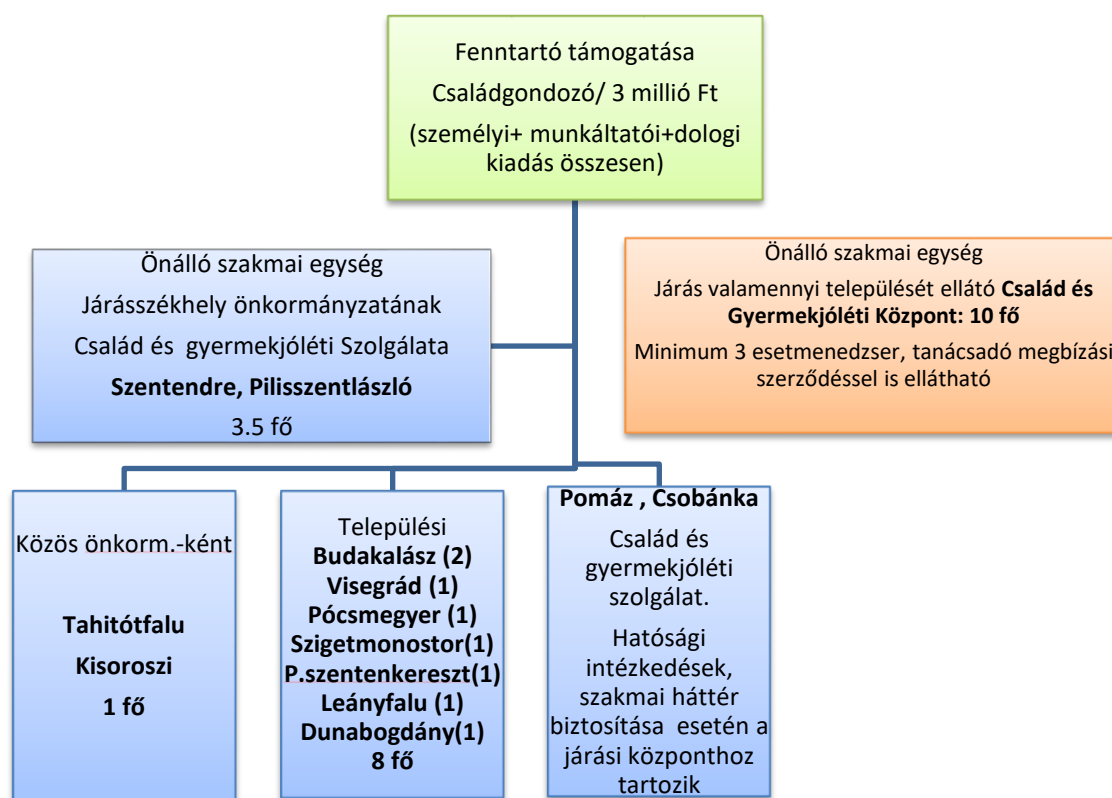 Fenntartó támogatása
Családgondozó/ 3 millió Ft
(személyi+ munkáltatói+dologi
kiadás összesen)
Önálló szakmai egység
Járásszékhely önkormányzatának
Család és gyermekjóléti Szolgálata
Szentendre, Pilisszentlászló
3.5 fő
Önálló szakmai egység
Járás valamennyi települését ellátó Család és
Gyermekjóléti Központ: 10 fő
Minimum 3 esetmenedzser, tanácsadó megbízási
szerződéssel is ellátható
Közös önkorm.-ként
Tahitótfalu
Kisoroszi
1 fő
Települési
Budakalász (2)
Visegrád (1)
Pócsmegyer (1)
Szigetmonostor(1)
P.szentenkereszt(1)
Leányfalu (1)
Dunabogdány(1)
8 fő
Pomáz , Csobánka
Család és
gyermekjóléti
szolgálat.
Hatósági
intézkedések,
szakmai háttér
biztosítása esetén a
járási központhoz
tartozik